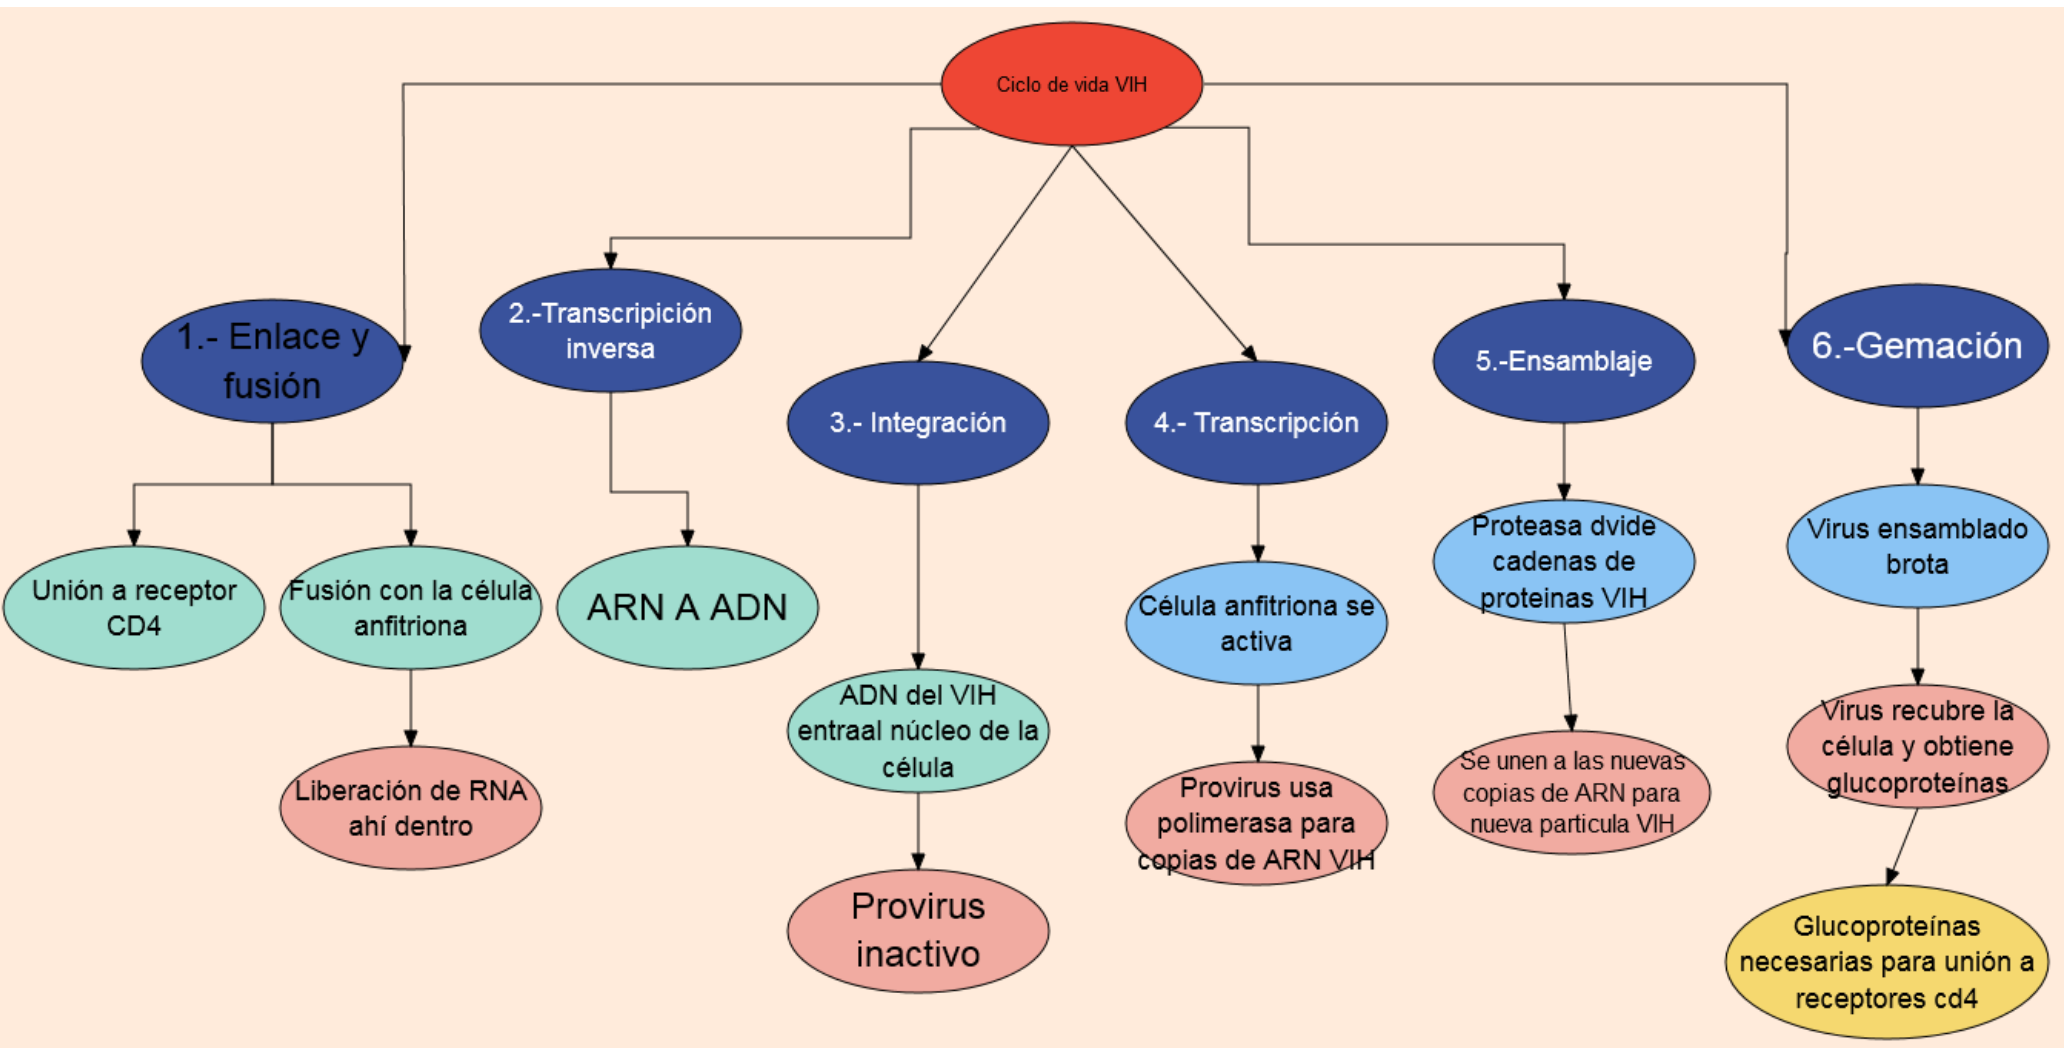 Ciclo de vida VIH
1.- Enlace y
fusión
Unión a receptor
CD4
Fusión con la célula
anfitriona
Liberación de RNA
ahí dentro
2.-Transcripición
inversa
ARN A ADN
3.- Integración
ADN del VIH
entraal núcleo de la
célula
Provirus
inactivo
4.- Transcripción
Célula anfitriona se
activa
Provirus usa
polimerasa para
copias de ARN VIH
5.-Ensamblaje
Proteasa dvide
cadenas de
proteinas VIH
Se unen a las nuevas
copias de ARN para
nueva particula VIH
6.-Gemación
Virus ensamblado
brota
Virus recubre la
célula y obtiene
glucoproteínas
Glucoproteínas
necesarias para unión a
receptores cd4